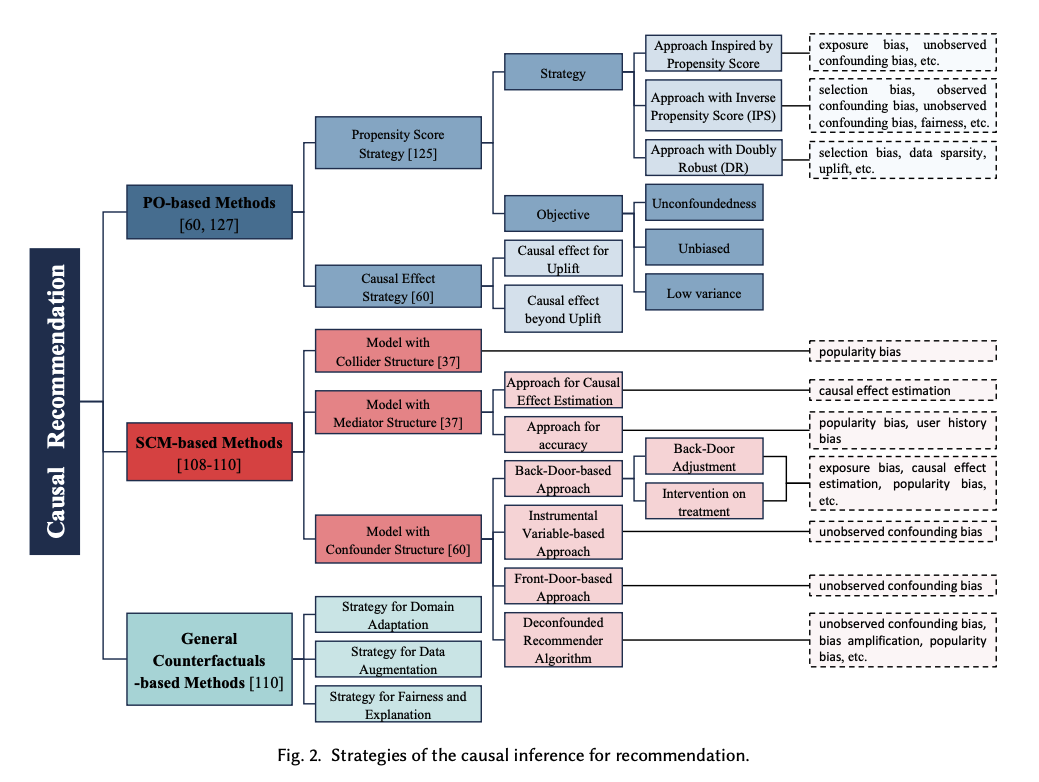 Causal Recommendation
PO-based Methods
[60, 127]
Propensity Score
Strategy [125]
Strategy
Approach Inspired by
Propensity Score
exposure bias, unobserved
confounding bias, etc.
Approach with Inverse
Propensity Score (IPS)
selection bias, observed
confounding bias, unobserved
confounding bias, fairness, etc.
Approach with Doubly
Robust (DR)
selection bias, data sparsity,
uplift, etc.
Objective
Unconfoundedness
Unbiased
Low variance
Causal Effect
Strategy [60]
Causal effect for
Uplift
Causal effect
beyond Uplift
SCM-based Methods
[108-110]
Model with
Collider Structure [37]
popularity bias
Model with
Mediator Structure [37]
Approach for Causal
Effect Estimation
causal effect estimation
Approach for
accuracy
popularity bias, user history
bias
Model with
Confounder Structure [60]
Back-Door-based
Approach
Back-Door
Adjustment
Intervention on
treatment
exposure bias, causal effect
estimation, popularity bias,
etc.
Instrumental
Variable-based
Approach
unobserved confounding bias
Front-Door-based
Approach
unobserved confounding bias
Deconfounded
Recommender
Algorithm
unobserved confounding bias,
bias amplification, popularity
bias, etc.
General
Counterfactuals
-based Methods [110]
Strategy for Domain
Adaptation
Strategy for Data
Augmentation
Strategy for Fairness and
Explanation
Fig. 2. Strategies of the causal inference for recommendation.